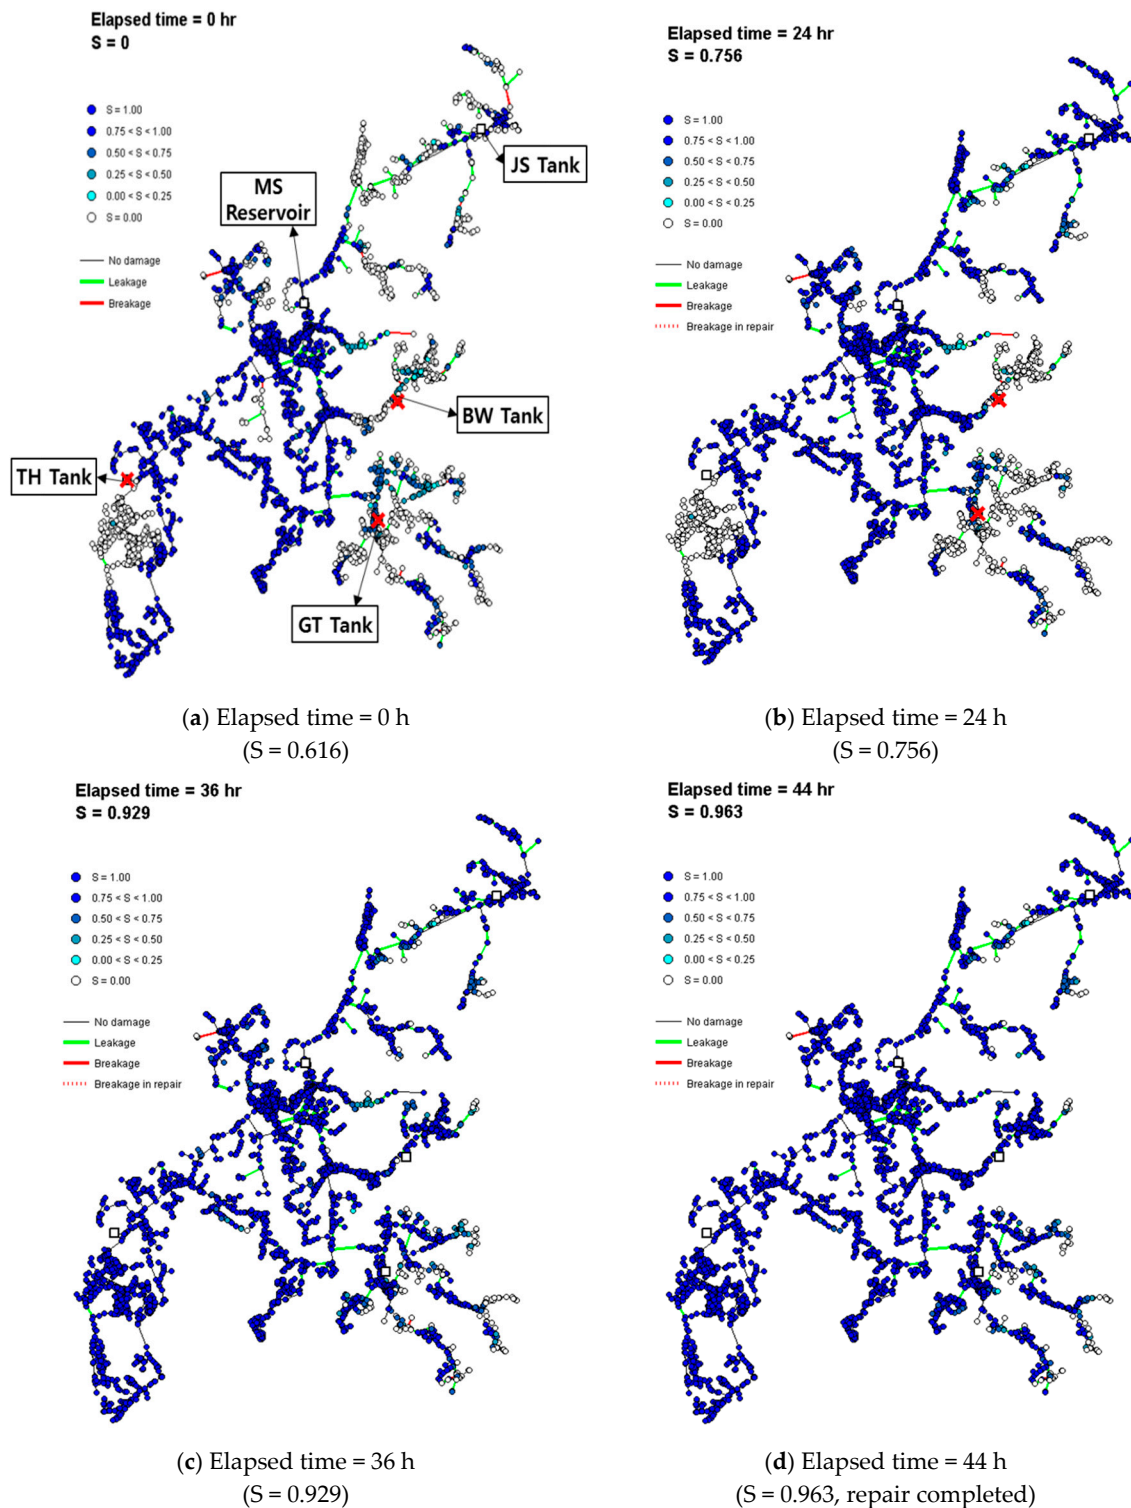 Elapsed time = 0 hr
S = 0
S = 1.00
0.75 < S < 1.00
0.50 < S < 0.75
0.25 < S < 0.50
0.00 < S < 0.25
S = 0.00
No damage
Leakage
Breakage
MS
Reservoir
JS Tank
BW Tank
TH Tank
GT Tank
(a) Elapsed time = 0 h
(S = 0.616)
Elapsed time = 24 hr
S = 0.756
S = 1.00
0.75 < S < 1.00
0.50 < S < 0.75
0.25 < S < 0.50
0.00 < S < 0.25
S = 0.00
No damage
Leakage
Breakage
Breakage in repair
(b) Elapsed time = 24 h
(S = 0.756)
Elapsed time = 36 hr
S = 0.929
S = 1.00
0.75 < S < 1.00
0.50 < S < 0.75
0.25 < S < 0.50
0.00 < S < 0.25
S = 0.00
No damage
Leakage
Breakage
Breakage in repair
(c) Elapsed time = 36 h
(S = 0.929)
Elapsed time = 44 hr
S = 0.963
S = 1.00
0.75 < S < 1.00
0.50 < S < 0.75
0.25 < S < 0.50
0.00 < S < 0.25
S = 0.00
No damage
Leakage
Breakage
Breakage in repair
(d) Elapsed time = 44 h
(S = 0.963, repair completed)